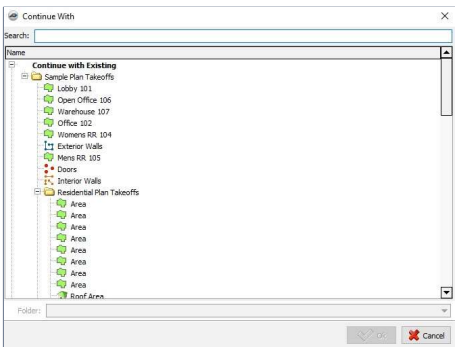 Continue With
Search:
Name
Continue with Existing
Sample Plan Takeoffs
Lobby 101
Open Office 106
Warehouse 107
Office 102
Womens RR 104
Exterior Walls
Mens RR 105
Doors
Interior Walls
Residential Plan Takeoffs
Area
Area
Area
Area
Area
Area
Area
Area
Roof Area
Folder:
Ok Cancel